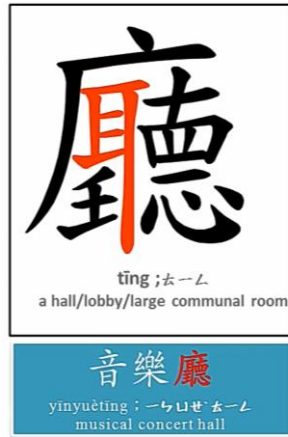 廳
tīng ;ㄊㄧㄥ
a hall/lobby/large communal room
音樂廳
yīnyuètīng ; ㄧㄣㄩㄝˋㄊㄧㄥ
musical concert hall